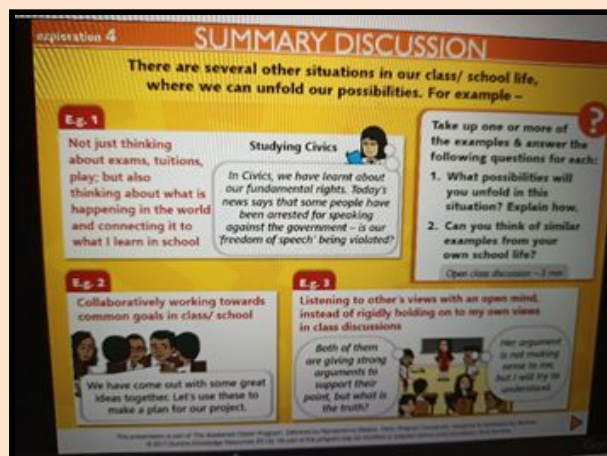 exploration 4
SUMMARY DISCUSSION
There are several other situations in our class/ school life,
where we can unfold our possibilities. For example –
E.g. 1
Not just thinking
about exams, tuitions,
play; but also
thinking about what is
happening in the world
and connecting it to
what I learn in school
Studying Civics
In Civics, we have learnt about
our fundamental rights. Today's
news says that some people have
been arrested for speaking
against the government – is our
'freedom of speech' being violated?
?
Take up one or more of
the examples & answer the
following questions for each:
1. What possibilities will
you unfold in this
situation? Explain how.
2. Can you think of similar
examples from your
own school life?
Open class discussion – 5 min
E.g. 2
Collaboratively working towards
common goals in class/ school
We have come out with some great
ideas together. Let's use these to
make a plan for our project.
E.g. 3
Listening to other's views with an open mind,
instead of rigidly holding on to my own views
in class discussions
Both of them
are giving strong
arguments to
support their
point, but what is
the truth?
Her argument
is not making
sense to me,
but I will try to
understand.
This presentation is part of 'The Awakened Citizen Program'.